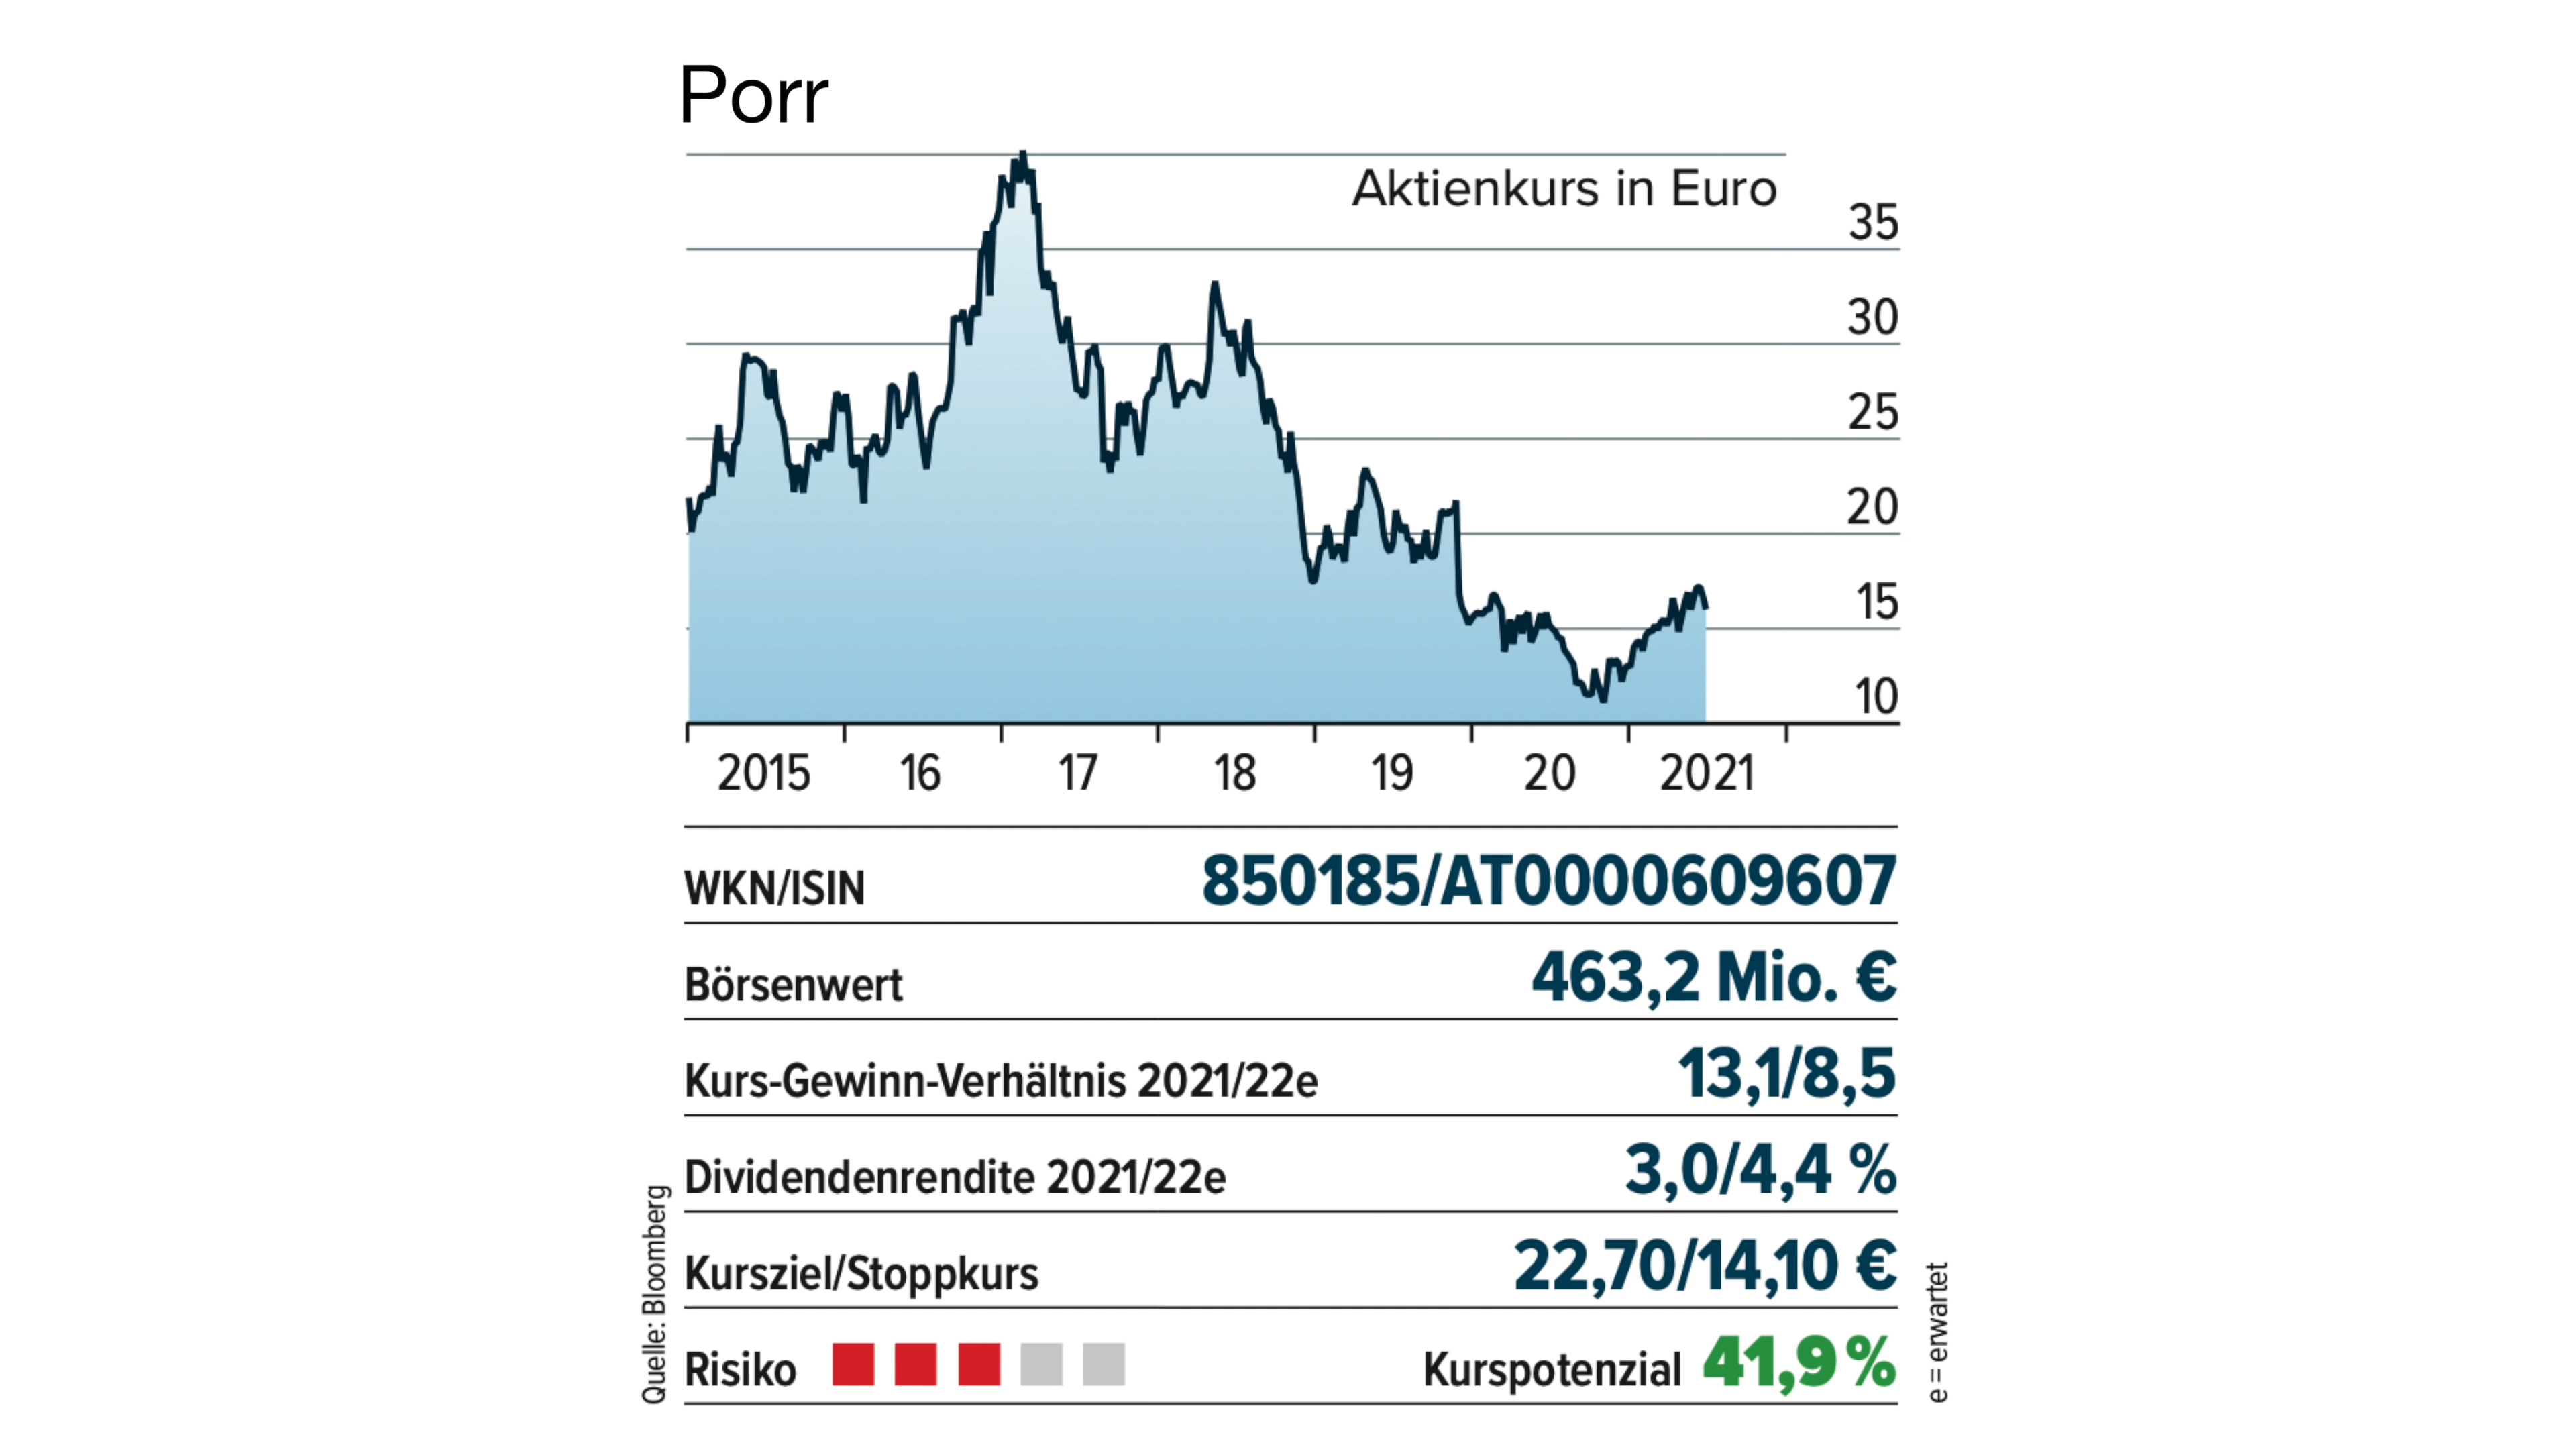 Porr
Aktienkurs in Euro
35
30
25
20
15
10
2015 16 17 18 19 20 2021
WKN/ISIN 850185/AT0000609607
Börsenwert 463,2 Mio. €
Kurs-Gewinn-Verhältnis 2021/22e 13,1/8,5
Dividendenrendite 2021/22e 3,0/4,4 %
Kursziel/Stoppkurs 22,70/14,10 €
Risiko Kurspotenzial 41,9 %
Quelle: Bloomberg
e = erwartet